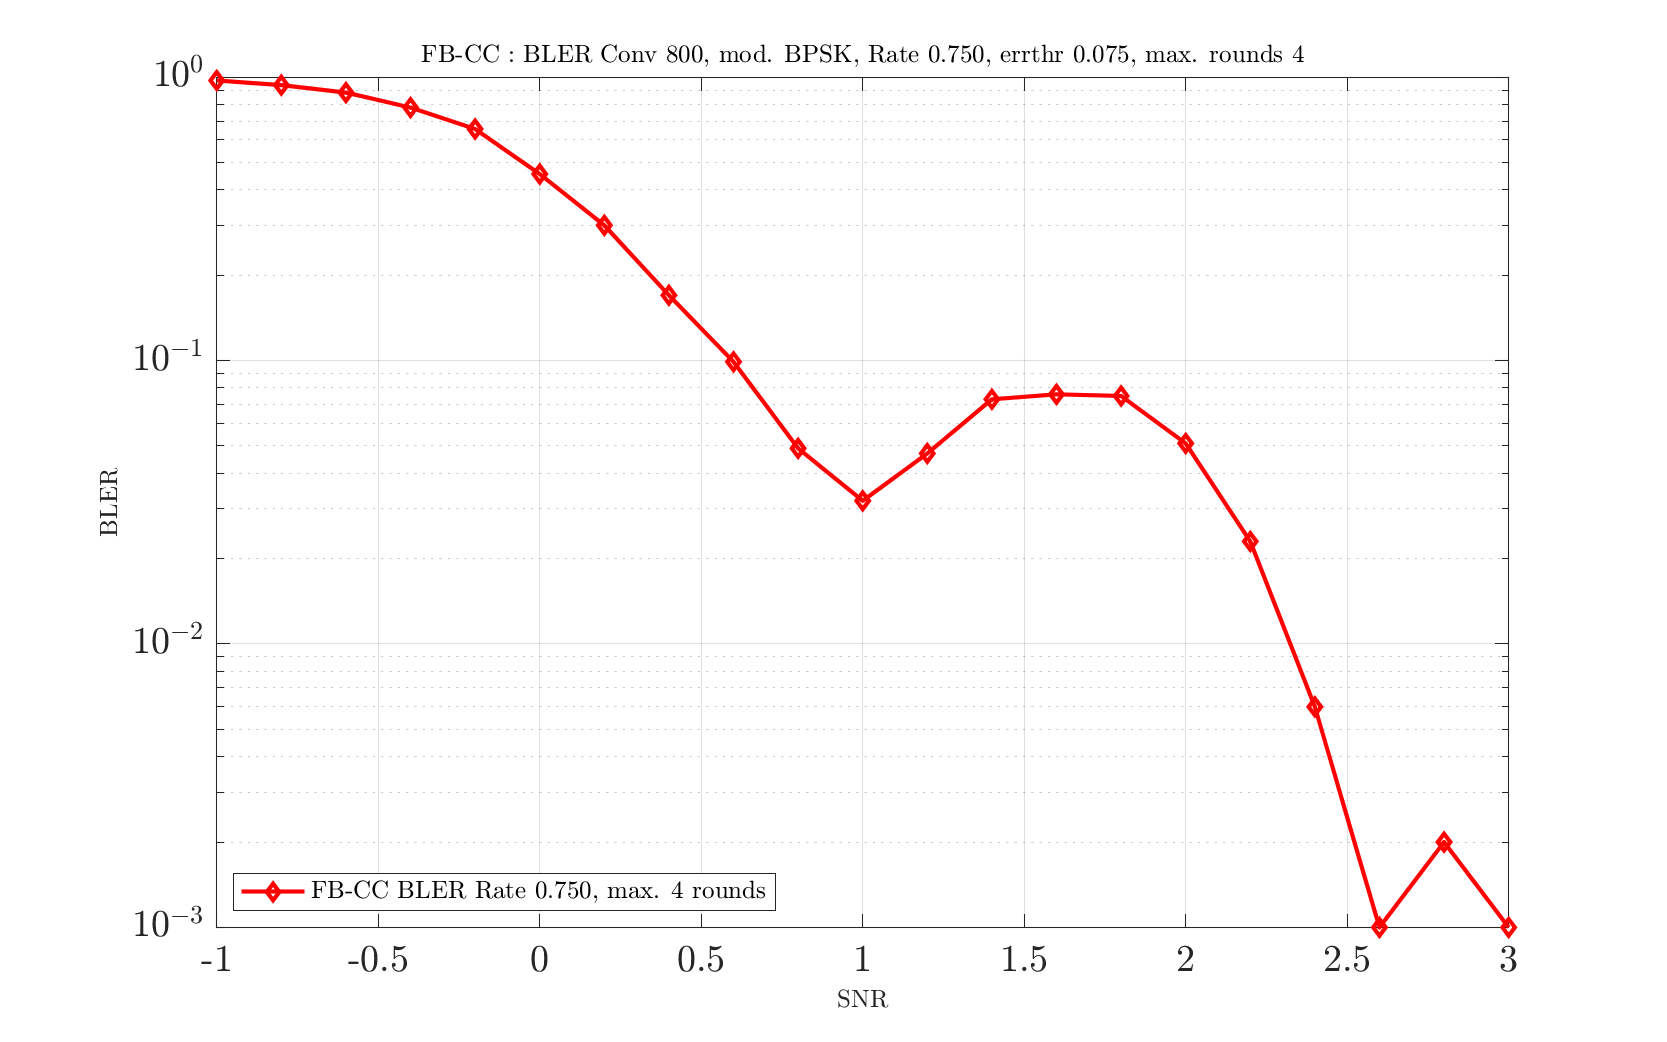 FB-CC : BLER Conv 800, mod. BPSK, Rate 0.750, errthr 0.075, max. rounds 4
10^0
10^−1
10^−2
10^−3
BLER
FB-CC BLER Rate 0.750, max. 4 rounds
-1 -0.5 0 0.5 1 1.5 2 2.5 3
SNR